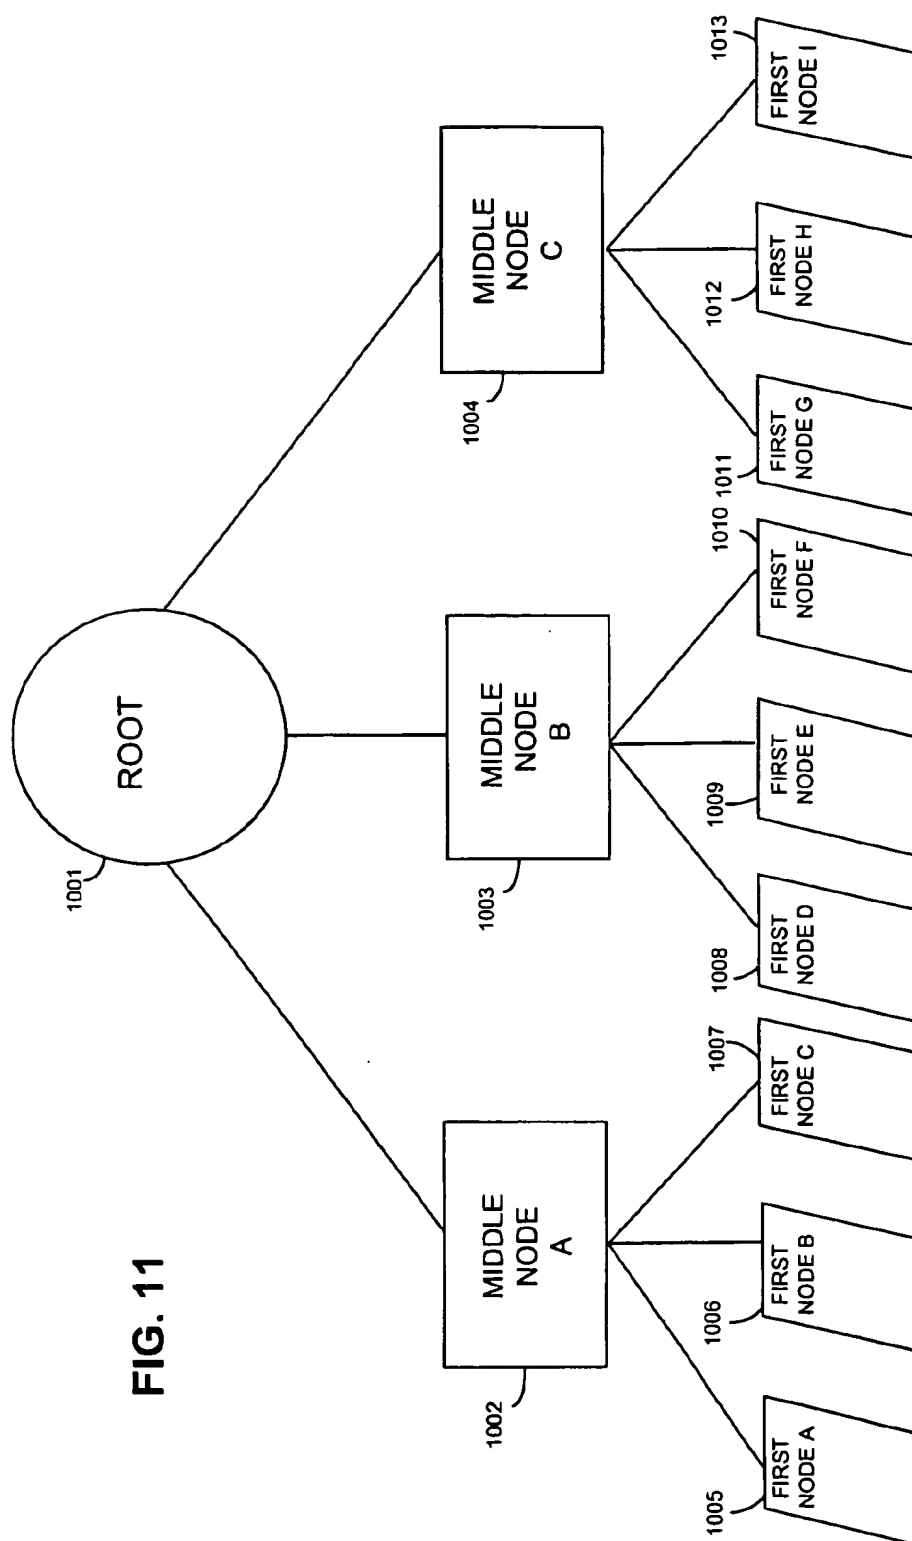 FIG. 11
1001
ROOT
1002
MIDDLE
NODE
A
1003
MIDDLE
NODE
B
1004
MIDDLE
NODE
C
1005
FIRST
NODE A
1006
FIRST
NODE B
1007
FIRST
NODE C
1008
FIRST
NODE D
1009
FIRST
NODE E
1010
FIRST
NODE F
1011
FIRST
NODE G
1012
FIRST
NODE H
1013
FIRST
NODE I